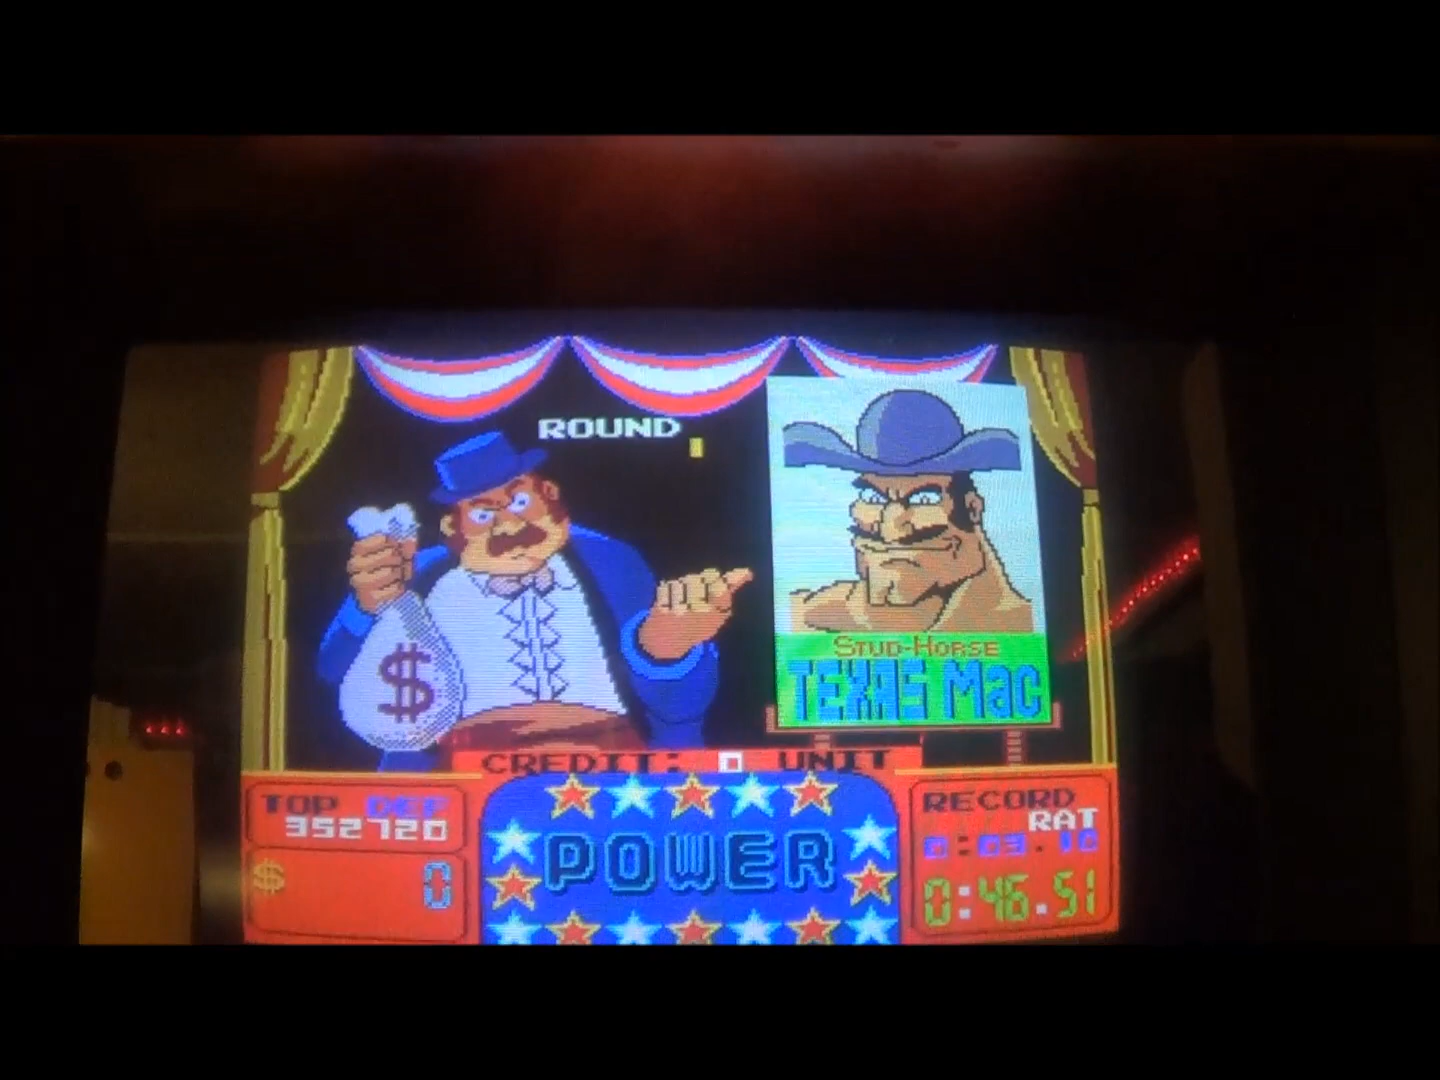 ROUND
STUD-HORSE
TEXAS Mac
$
CREDIT: 0 UNIT
TOP DEF
352720
$ 0
POWER
RECORD
RAT
0:03.10
0:46.51